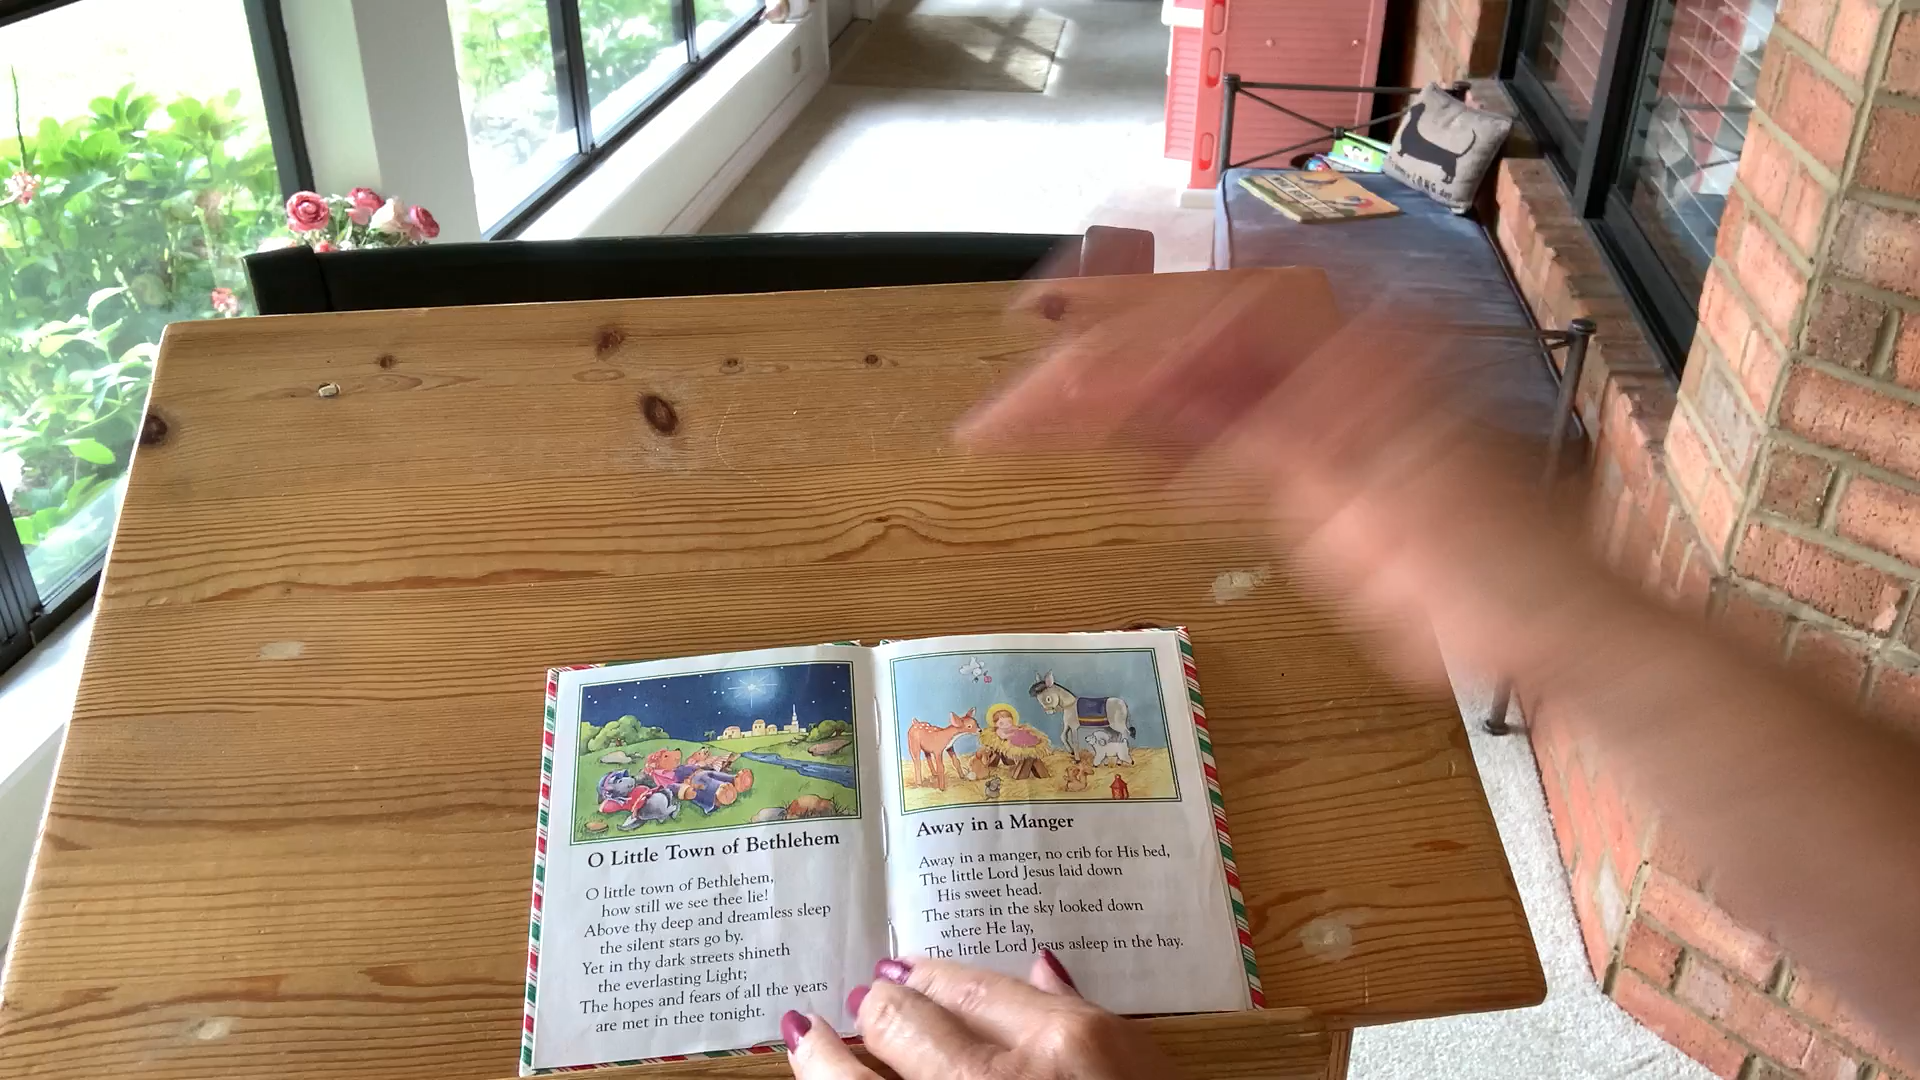 O Little Town of Bethlehem
O little town of Bethlehem,
how still we see thee lie!
Above thy deep and dreamless sleep
the silent stars go by.
Yet in thy dark streets shineth
the everlasting Light;
The hopes and fears of all the years
are met in thee tonight.
Away in a Manger
Away in a manger, no crib for His bed,
The little Lord Jesus laid down
His sweet head.
The stars in the sky looked down
where He lay,
The little Lord Jesus asleep in the hay.